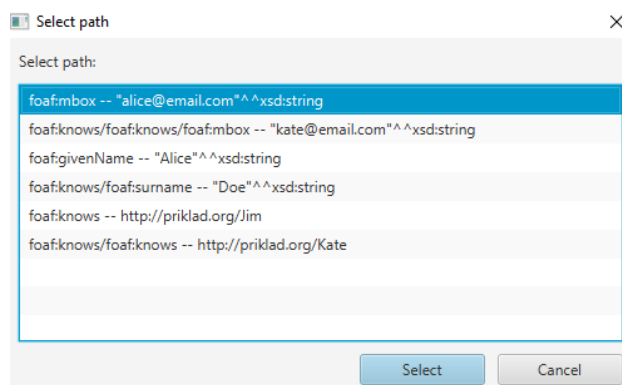 Select path
Select path:
foaf:mbox -- "alice@email.com"^^xsd:string
foaf:knows/foaf:knows/foaf:mbox -- "kate@email.com"^^xsd:string
foaf:givenName -- "Alice"^^xsd:string
foaf:knows/foaf:surname -- "Doe"^^xsd:string
foaf:knows -- http://priklad.org/Jim
foaf:knows/foaf:knows -- http://priklad.org/Kate
Select Cancel